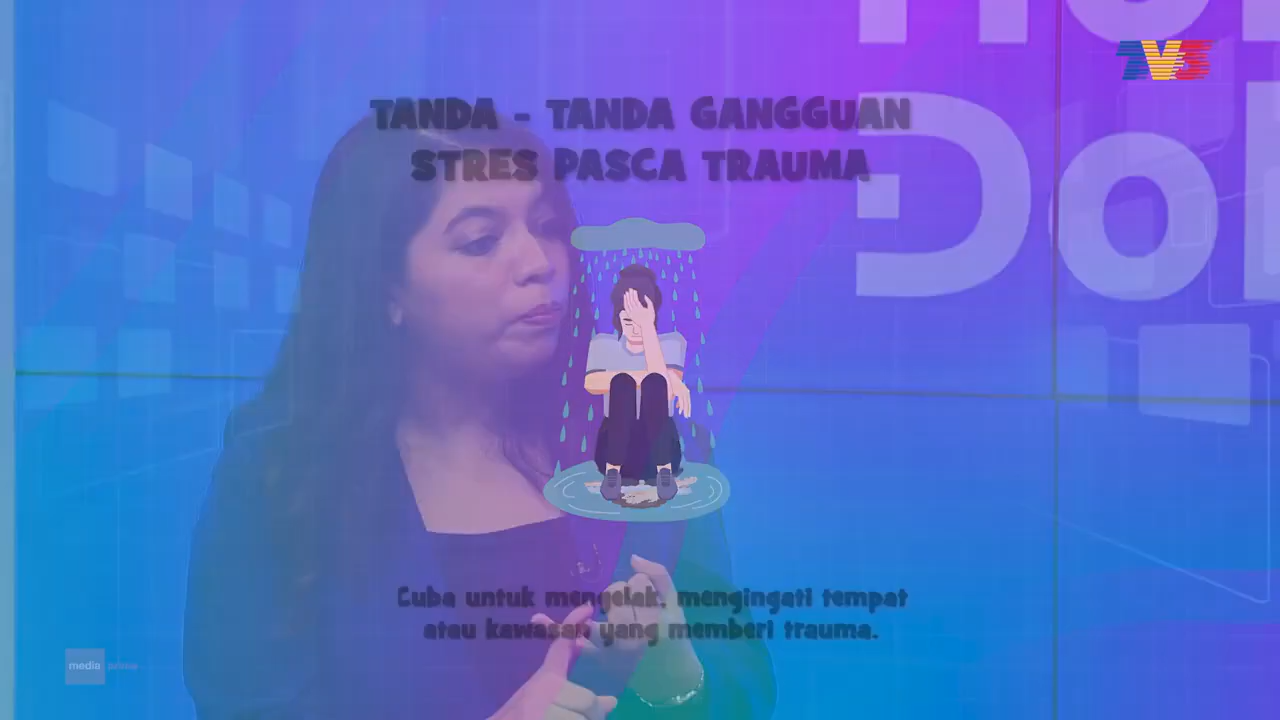 TV3
TANDA - TANDA GANGGUAN
STRES PASCA TRAUMA
Do
Cuba untuk mengelak, mengingati tempat
atau kawasan yang memberi trauma.
media prima